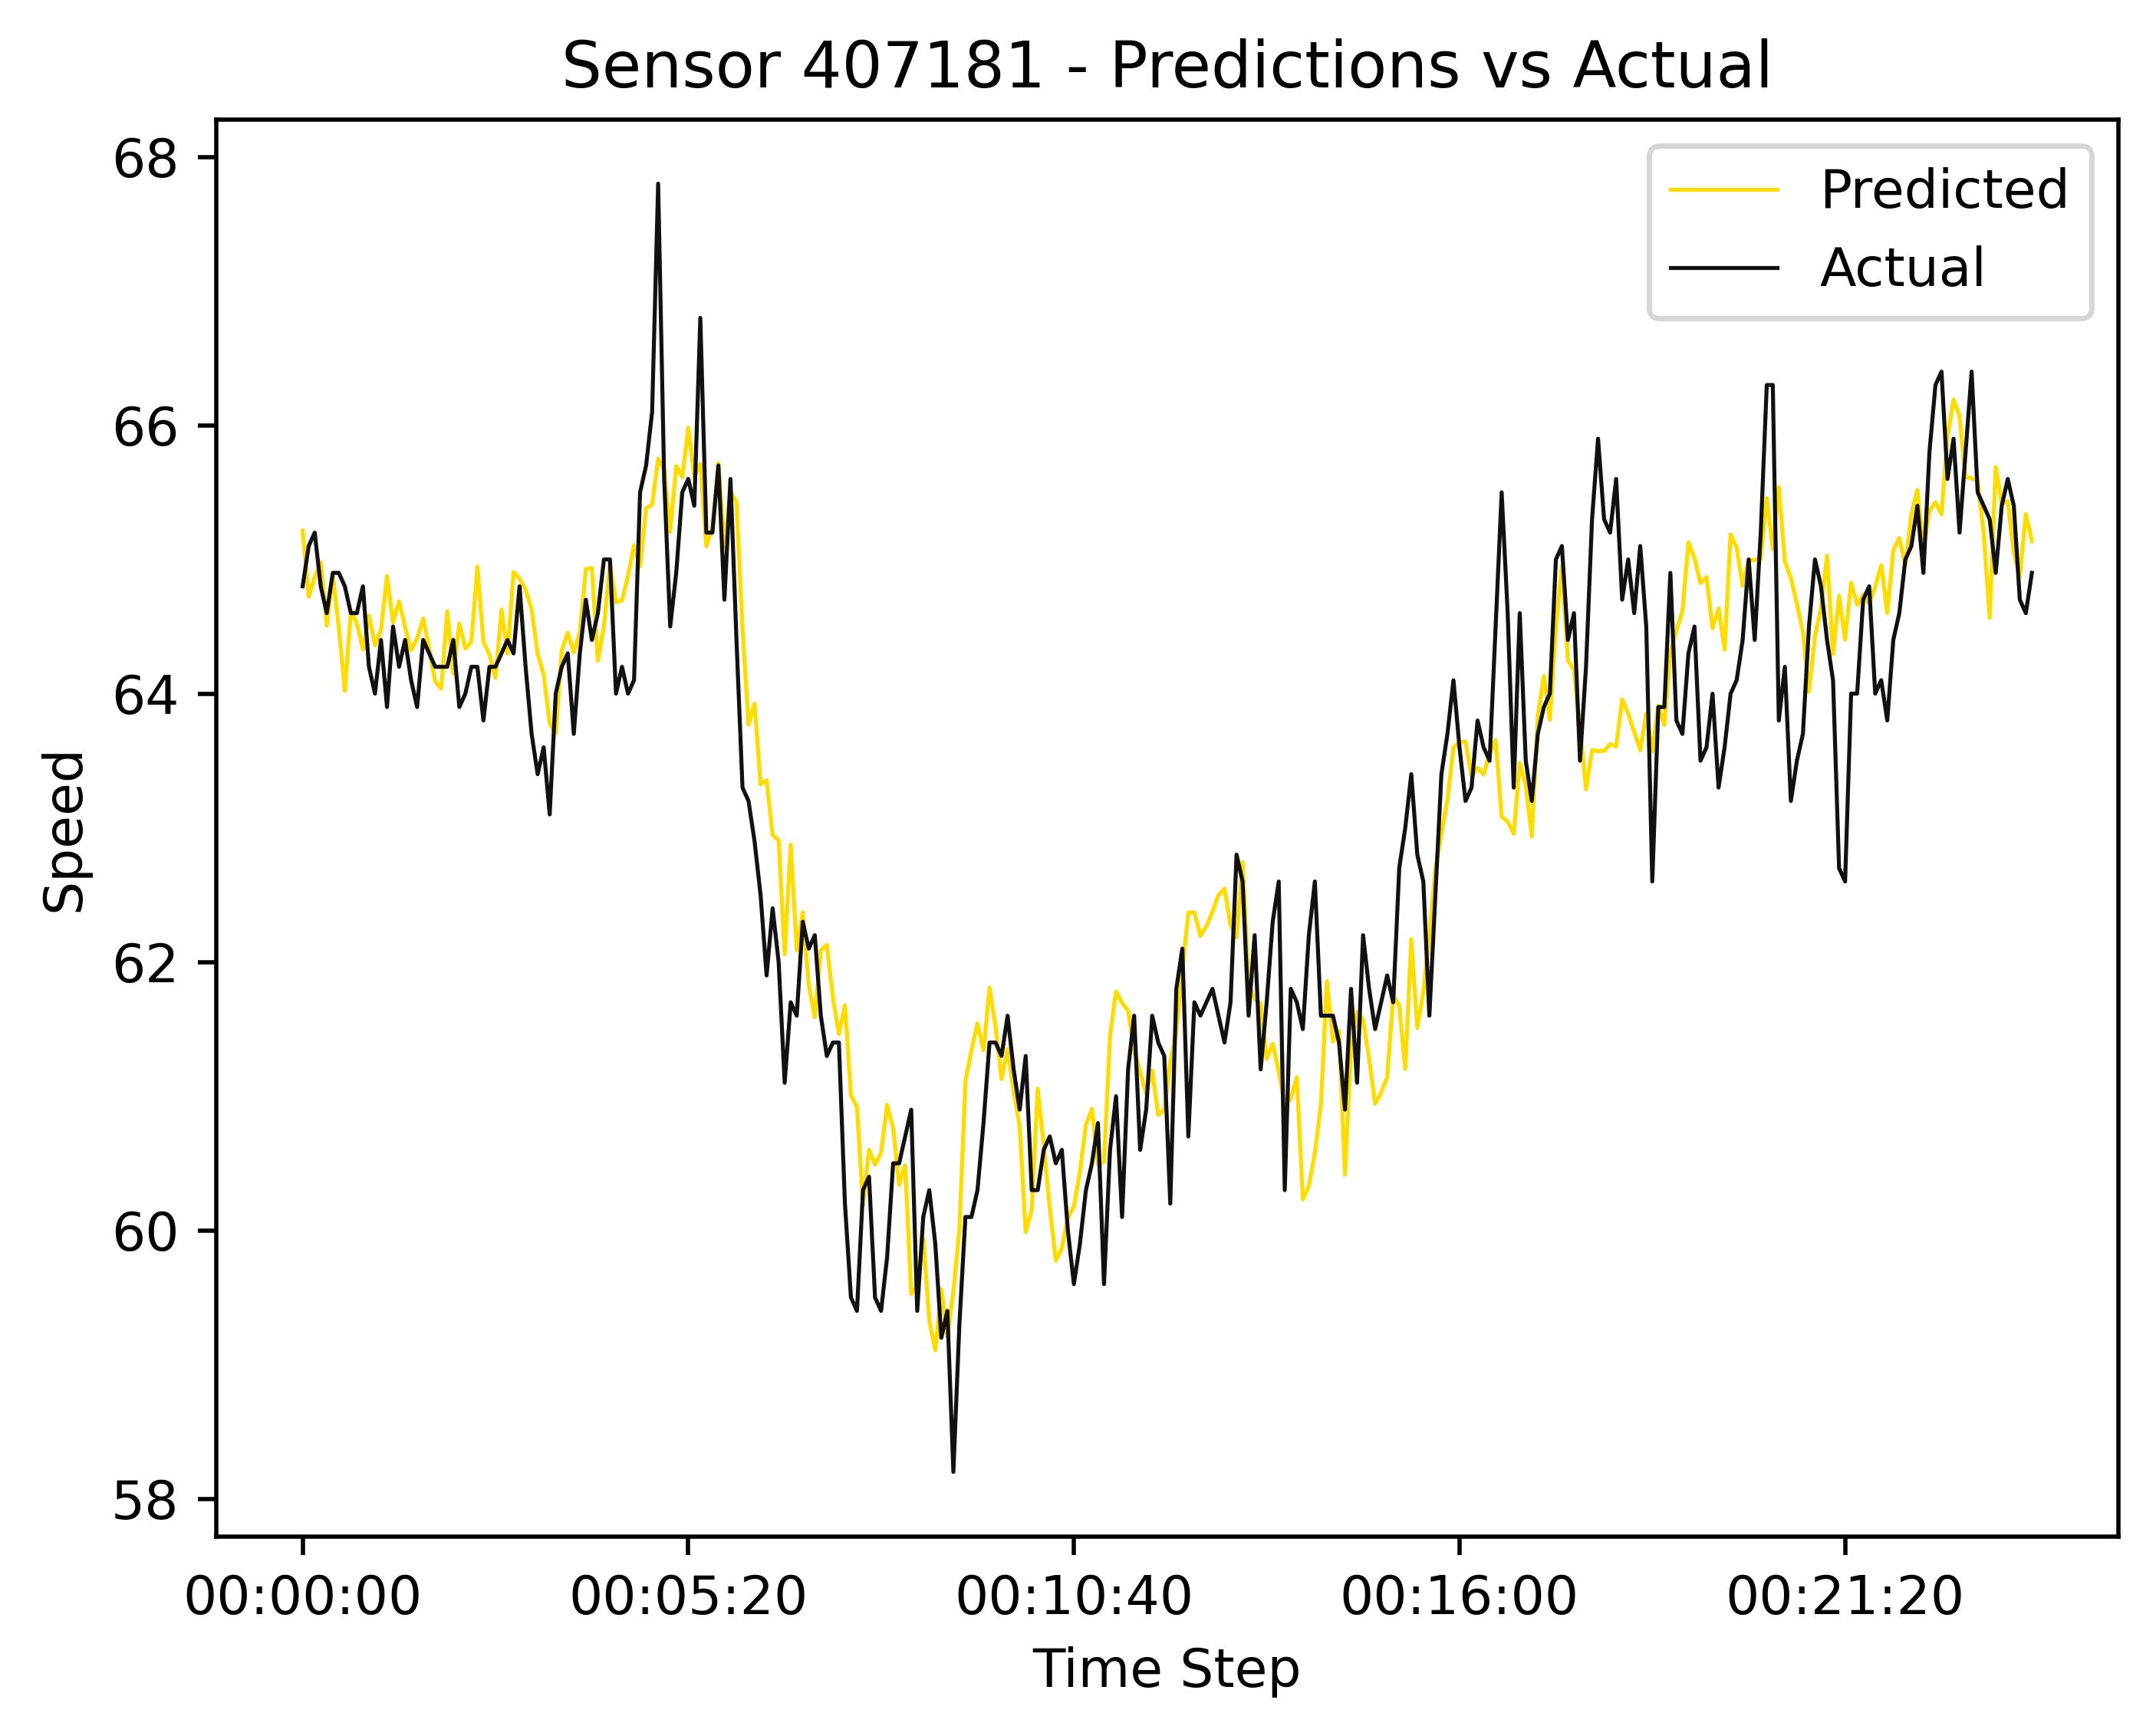 Sensor 407181 - Predictions vs Actual
68
66
64
62
60
58
Speed
Predicted
Actual
00:00:00 00:05:20 00:10:40 00:16:00 00:21:20
Time Step